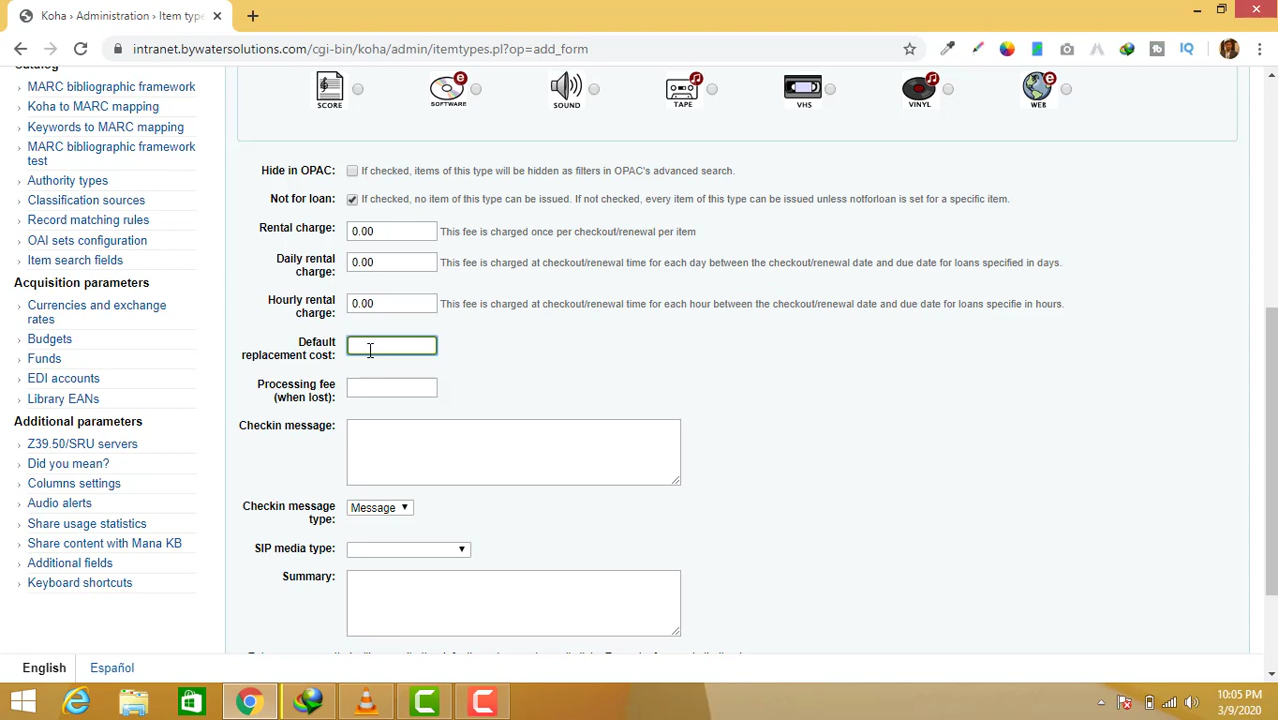 Koha › Administration › Item type
intranet.bywatersolutions.com/cgi-bin/koha/admin/itemtypes.pl?op=add_form
IQ
MARC bibliographic framework
Koha to MARC mapping
Keywords to MARC mapping
MARC bibliographic framework
test
Authority types
Classification sources
Record matching rules
OAI sets configuration
Item search fields
Acquisition parameters
Currencies and exchange
rates
Budgets
Funds
EDI accounts
Library EANs
Additional parameters
Z39.50/SRU servers
Did you mean?
Columns settings
Audio alerts
Share usage statistics
Share content with Mana KB
Additional fields
Keyboard shortcuts
SCORE
SOFTWARE
SOUND
TAPE
VHS
VINYL
WEB
Hide in OPAC: If checked, items of this type will be hidden as filters in OPAC's advanced search.
Not for loan: If checked, no item of this type can be issued. If not checked, every item of this type can be issued unless notforloan is set for a specific item.
Rental charge: 0.00 This fee is charged once per checkout/renewal per item
Daily rental
charge: 0.00 This fee is charged at checkout/renewal time for each day between the checkout/renewal date and due date for loans specified in days.
Hourly rental
charge: 0.00 This fee is charged at checkout/renewal time for each hour between the checkout/renewal date and due date for loans specifie in hours.
Default
replacement cost:
Processing fee
(when lost):
Checkin message:
Checkin message
type: Message
SIP media type:
Summary:
English Español
10:05 PM
3/9/2020